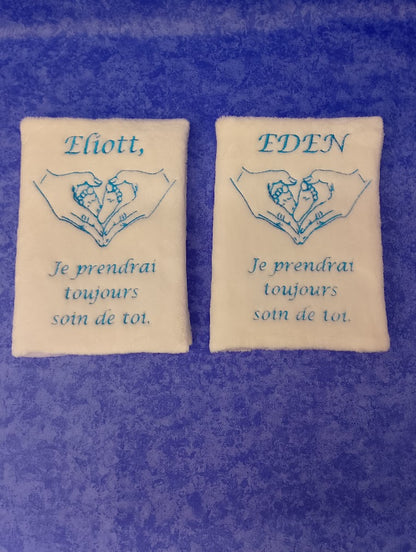 Eliott,
Je prendrai
toujours
soin de toi.
EDEN
Je prendrai
toujours
soin de toi.